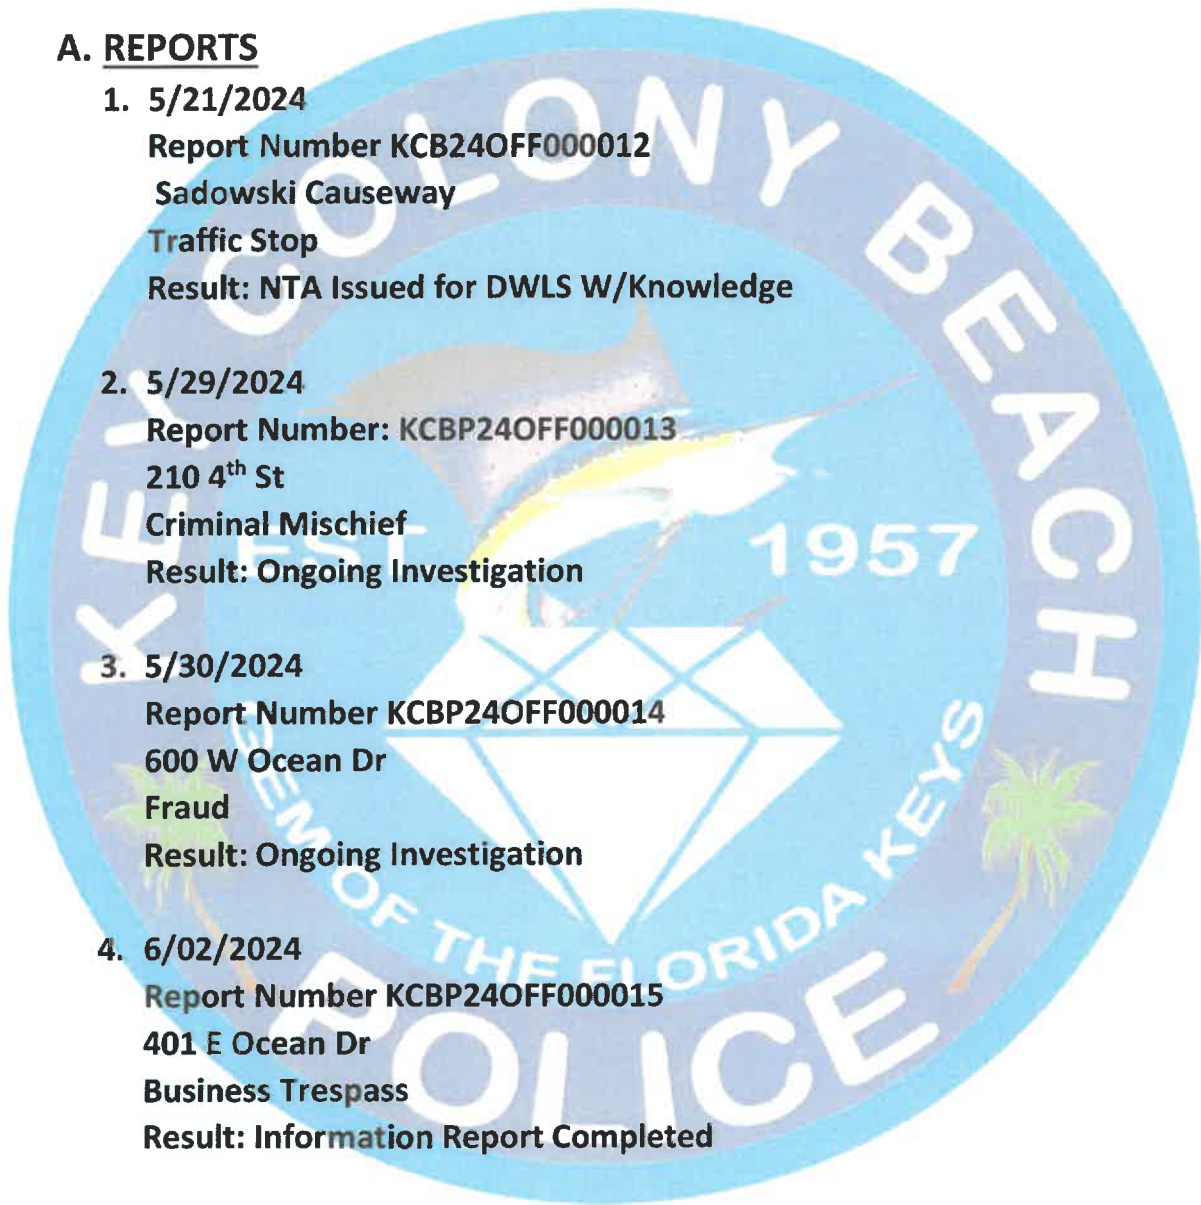 A. REPORTS
1. 5/21/2024
Report Number KCB24OFF000012
Sadowski Causeway
Traffic Stop
Result: NTA Issued for DWLS W/Knowledge
2. 5/29/2024
Report Number: KCBP24OFF000013
210 4th St
Criminal Mischief
Result: Ongoing Investigation
3. 5/30/2024
Report Number KCBP24OFF000014
600 W Ocean Dr
Fraud
Result: Ongoing Investigation
4. 6/02/2024
Report Number KCBP24OFF000015
401 E Ocean Dr
Business Trespass
Result: Information Report Completed
KEY COLONY BEACH
EST 1957
GEM OF THE FLORIDA KEYS
POLICE